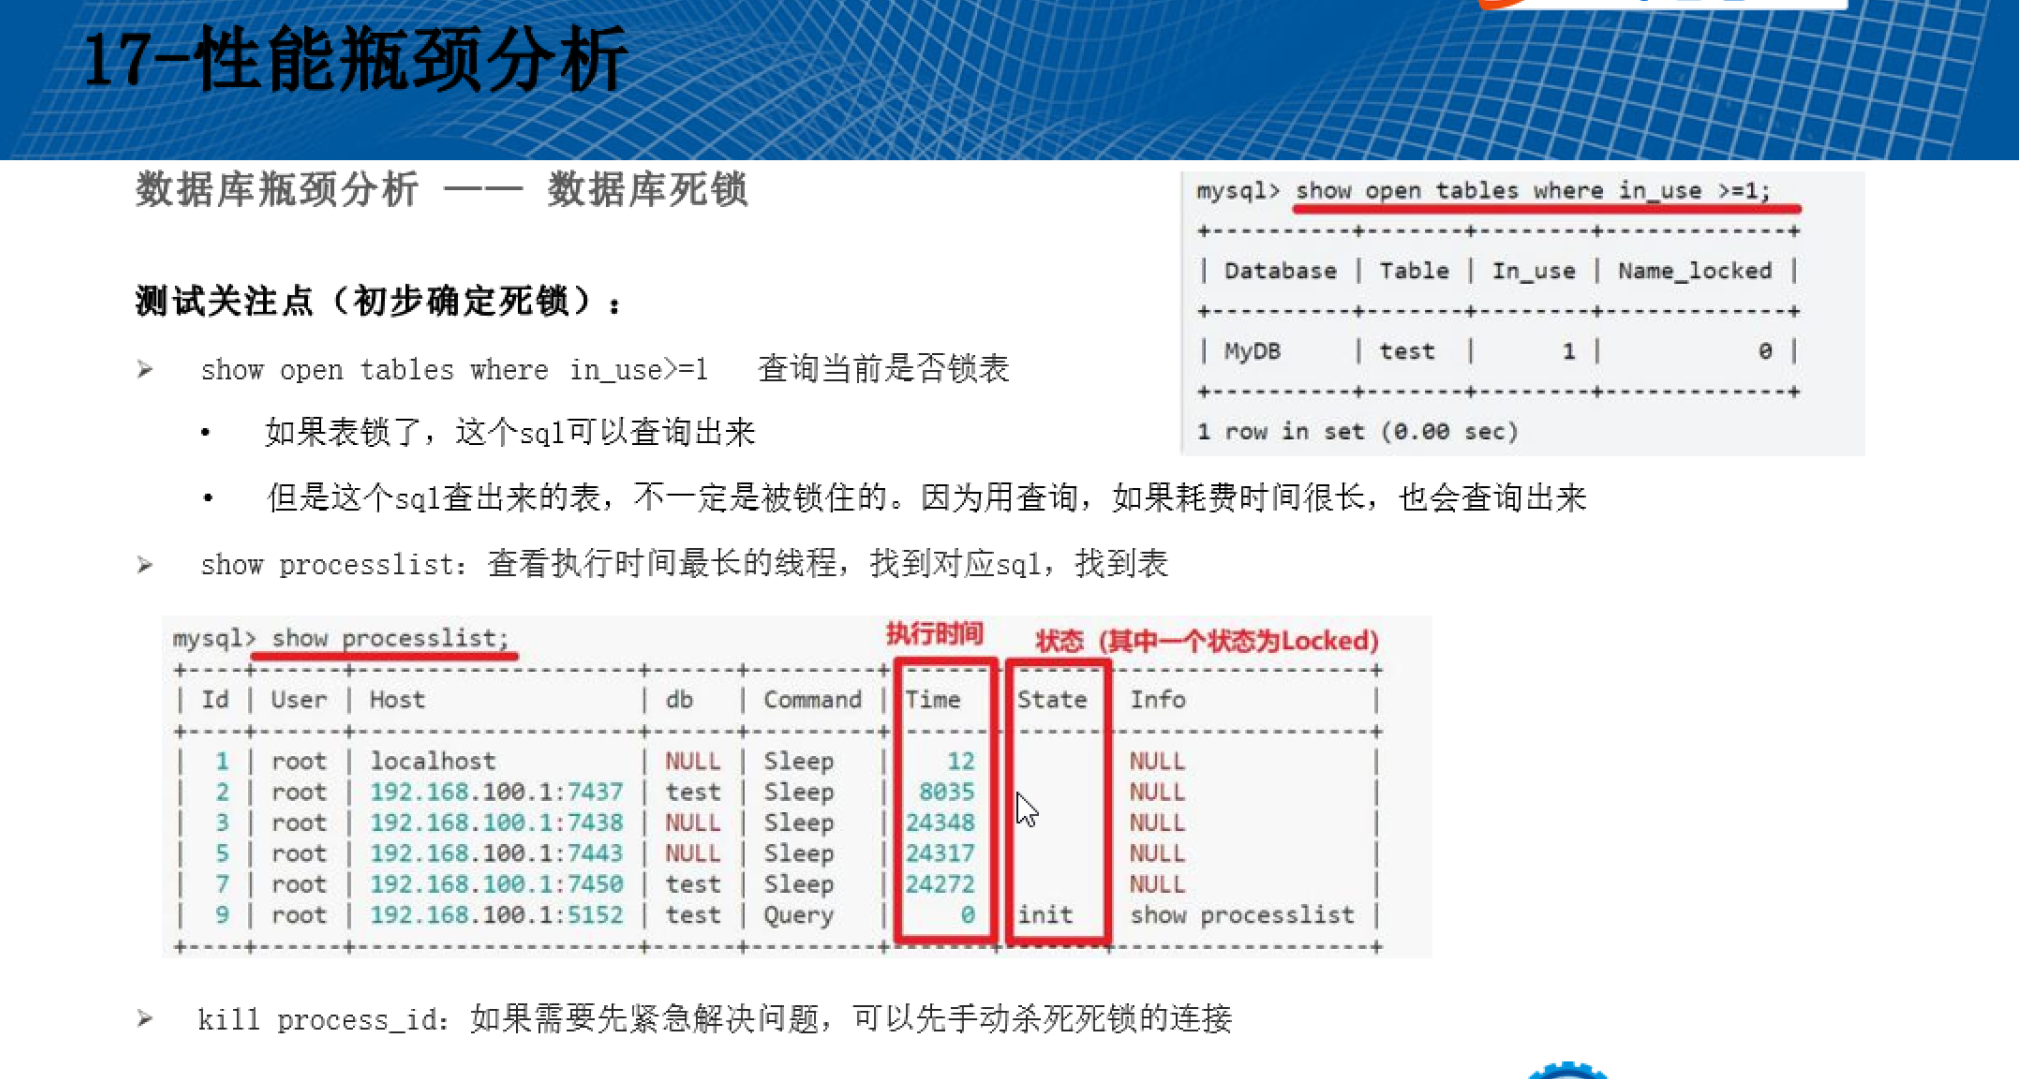 17-性能瓶颈分析
数据库瓶颈分析 —— 数据库死锁
测试关注点（初步确定死锁）：
➢ show open tables where in_use>=1 查询当前是否锁表
• 如果表锁了，这个sql可以查询出来
• 但是这个sql查出来的表，不一定是被锁住的。因为用查询，如果耗费时间很长，也会查询出来
➢ show processlist：查看执行时间最长的线程，找到对应sql，找到表
mysql> show open tables where in_use >=1;
+----------+-------+--------+-------------+
| Database | Table | In_use | Name_locked |
+----------+-------+--------+-------------+
| MyDB | test | 1 | 0 |
+----------+-------+--------+-------------+
1 row in set (0.00 sec)
执行时间 状态（其中一个状态为Locked）
mysql> show processlist;
+----+------+--------------------+------+---------+-------+-------+------------------+
| Id | User | Host | db | Command | Time | State | Info |
+----+------+--------------------+------+---------+-------+-------+------------------+
| 1 | root | localhost | NULL | Sleep | 12 | NULL |
| 2 | root | 192.168.100.1:7437 | test | Sleep | 8035 | NULL |
| 3 | root | 192.168.100.1:7438 | NULL | Sleep | 24348 | NULL |
| 5 | root | 192.168.100.1:7443 | NULL | Sleep | 24317 | NULL |
| 7 | root | 192.168.100.1:7450 | test | Sleep | 24272 | NULL |
| 9 | root | 192.168.100.1:5152 | test | Query | 0 | init | show processlist |
+----+------+--------------------+------+---------+-------+-------+------------------+
➢ kill process_id：如果需要先紧急解决问题，可以先手动杀死死锁的连接